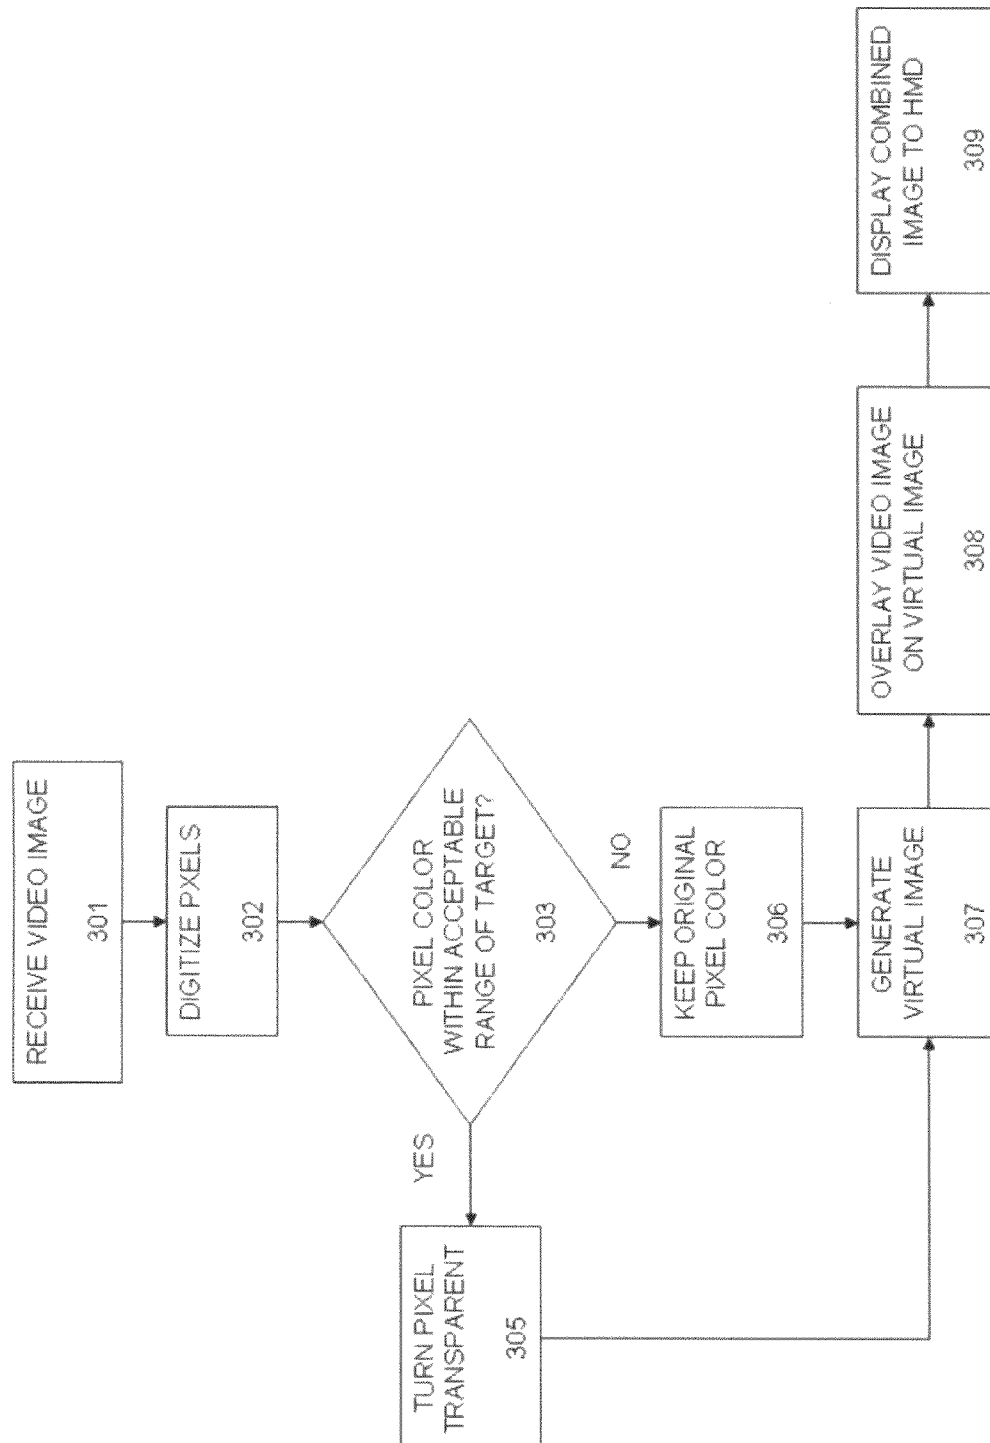 RECEIVE VIDEO IMAGE
301
DIGITIZE PXELS
302
PIXEL COLOR
WITHIN ACCEPTABLE
RANGE OF TARGET?
303
YES
NO
TURN PIXEL
TRANSPARENT
305
KEEP ORIGINAL
PIXEL COLOR
306
GENERATE
VIRTUAL IMAGE
307
OVERLAY VIDEO IMAGE
ON VIRTUAL IMAGE
308
DISPLAY COMBINED
IMAGE TO HMD
309